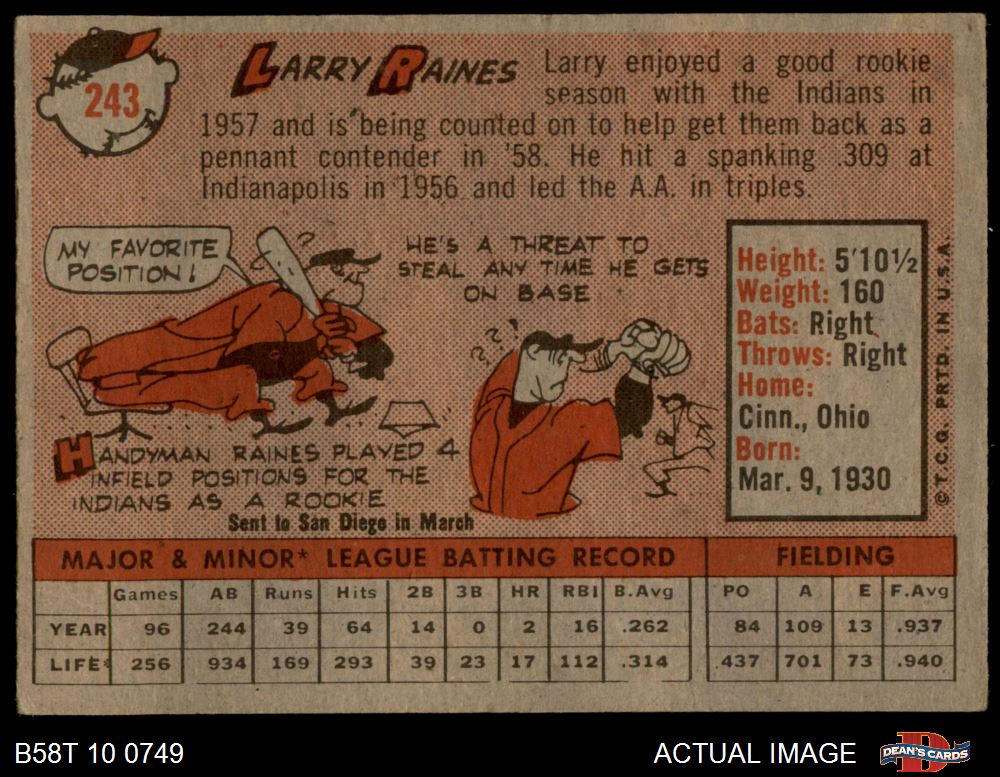 243
LARRY RAINES
Larry enjoyed a good rookie
season with the Indians in
1957 and is being counted on to help get them back as a
pennant contender in '58. He hit a spanking .309 at
Indianapolis in 1956 and led the A.A. in triples.
MY FAVORITE
POSITION!
?
HE'S A THREAT TO
STEAL ANY TIME HE GETS
ON BASE
??!
HANDYMAN RAINES PLAYED 4
INFIELD POSITIONS FOR THE
INDIANS AS A ROOKIE
Sent to San Diego in March
Height: 5'10½
Weight: 160
Bats: Right
Throws: Right
Home:
Cinn., Ohio
Born:
Mar. 9, 1930
© T.C.G. PRTD. IN U.S.A.
MAJOR & MINOR* LEAGUE BATTING RECORD FIELDING
Games AB Runs Hits 2B 3B HR RBI B.Avg PO A E F.Avg
YEAR 96 244 39 64 14 0 2 16 .262 84 109 13 .937
LIFE* 256 934 169 293 39 23 17 112 .314 437 701 73 .940
B58T 10 0749
ACTUAL IMAGE
DEAN'S CARDS